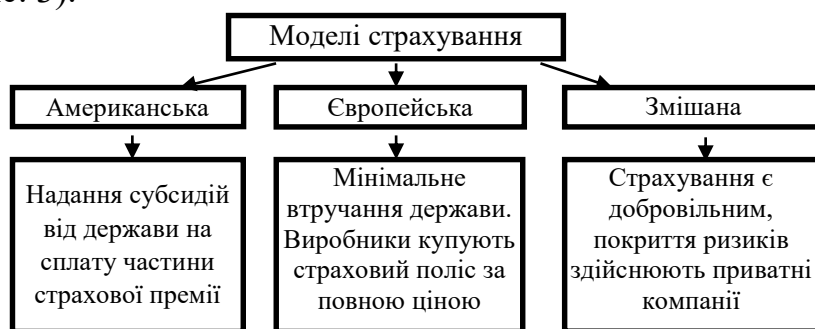 Моделі страхування
Американська
Європейська
Змішана
Надання субсидій
від держави на
сплату частини
страхової премії
Мінімальне
втручання держави.
Виробники купують
страховий поліс за
повною ціною
Страхування є
добровільним,
покриття ризиків
здійснюють приватні
компанії